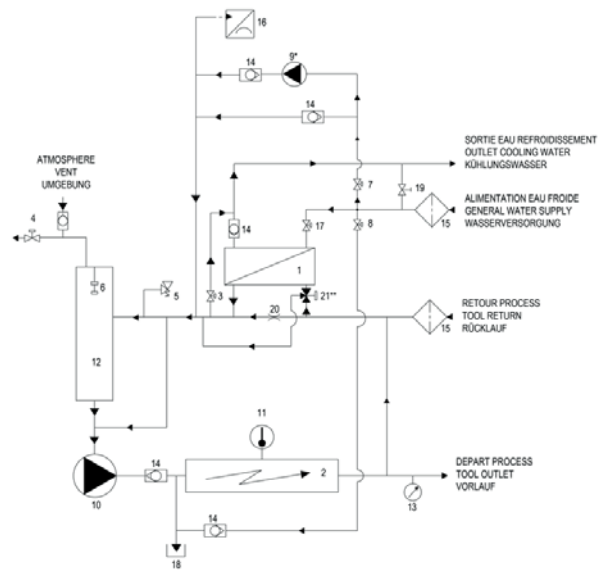 16
14
9*
14
SORTIE EAU REFROIDISSEMENT
OUTLET COOLING WATER
KÜHLUNGSWASSER
ATMOSPHERE
VENT
UMGEBUNG
7
19
4
ALIMENTATION EAU FROIDE
GENERAL WATER SUPPLY
WASSERVERSORGUNG
14
17
8
15
1
6
5
3
21**
20
RETOUR PROCESS
TOOL RETURN
RÜCKLAUF
15
12
11
14
2
DEPART PROCESS
TOOL OUTLET
VORLAUF
10
13
14
18